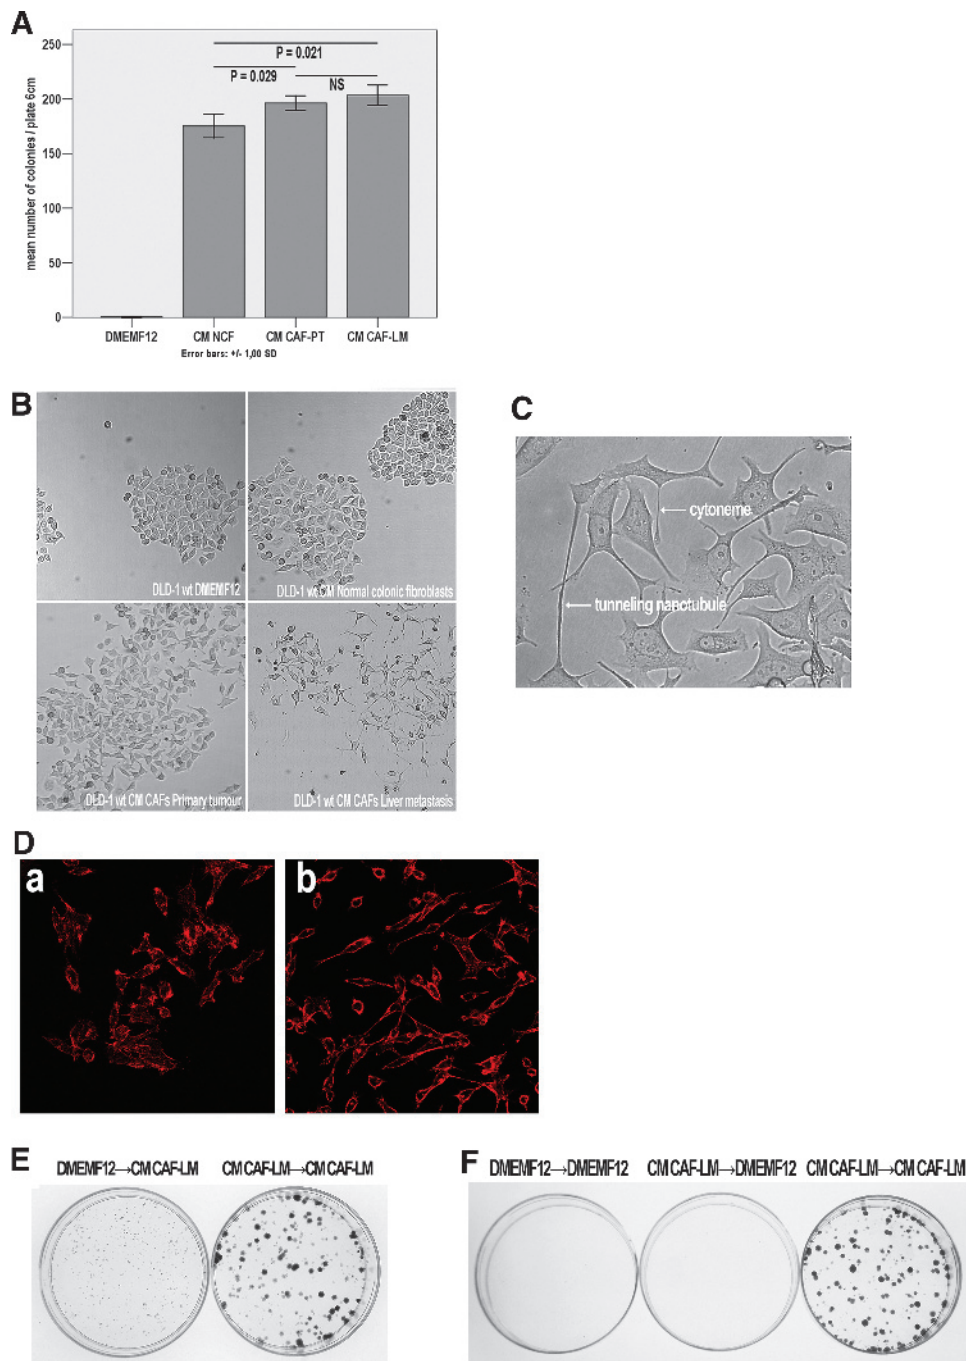 A
250
200
150
100
50
0
mean number of colonies / plate 6cm
P = 0.021
P = 0.029
NS
DMEMF12 CM NCF CM CAF-PT CM CAF-LM
Error bars: +/- 1,00 SD
B
DLD-1 wt DMEMF12
DLD-1 wt CM Normal colonic fibroblasts
DLD-1 wt CM CAFs Primary tumour
DLD-1 wt CM CAFs Liver metastasis
C
cytoneme
tunneling nanotubule
D
a
b
E
DMEMF12→CM CAF-LM CM CAF-LM→CM CAF-LM
F
DMEMF12→DMEMF12 CM CAF-LM→DMEMF12 CM CAF-LM→CM CAF-LM